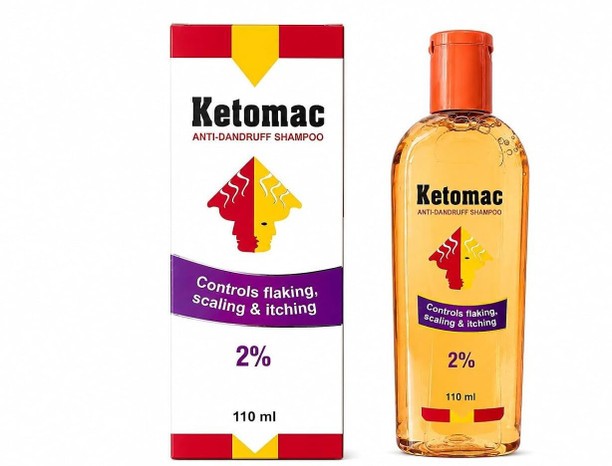 Ketomac
ANTI-DANDRUFF SHAMPOO
Controls flaking,
scaling & itching
2%
110 ml
Ketomac
ANTI-DANDRUFF SHAMPOO
Controls flaking,
scaling & itching
2%
110 ml